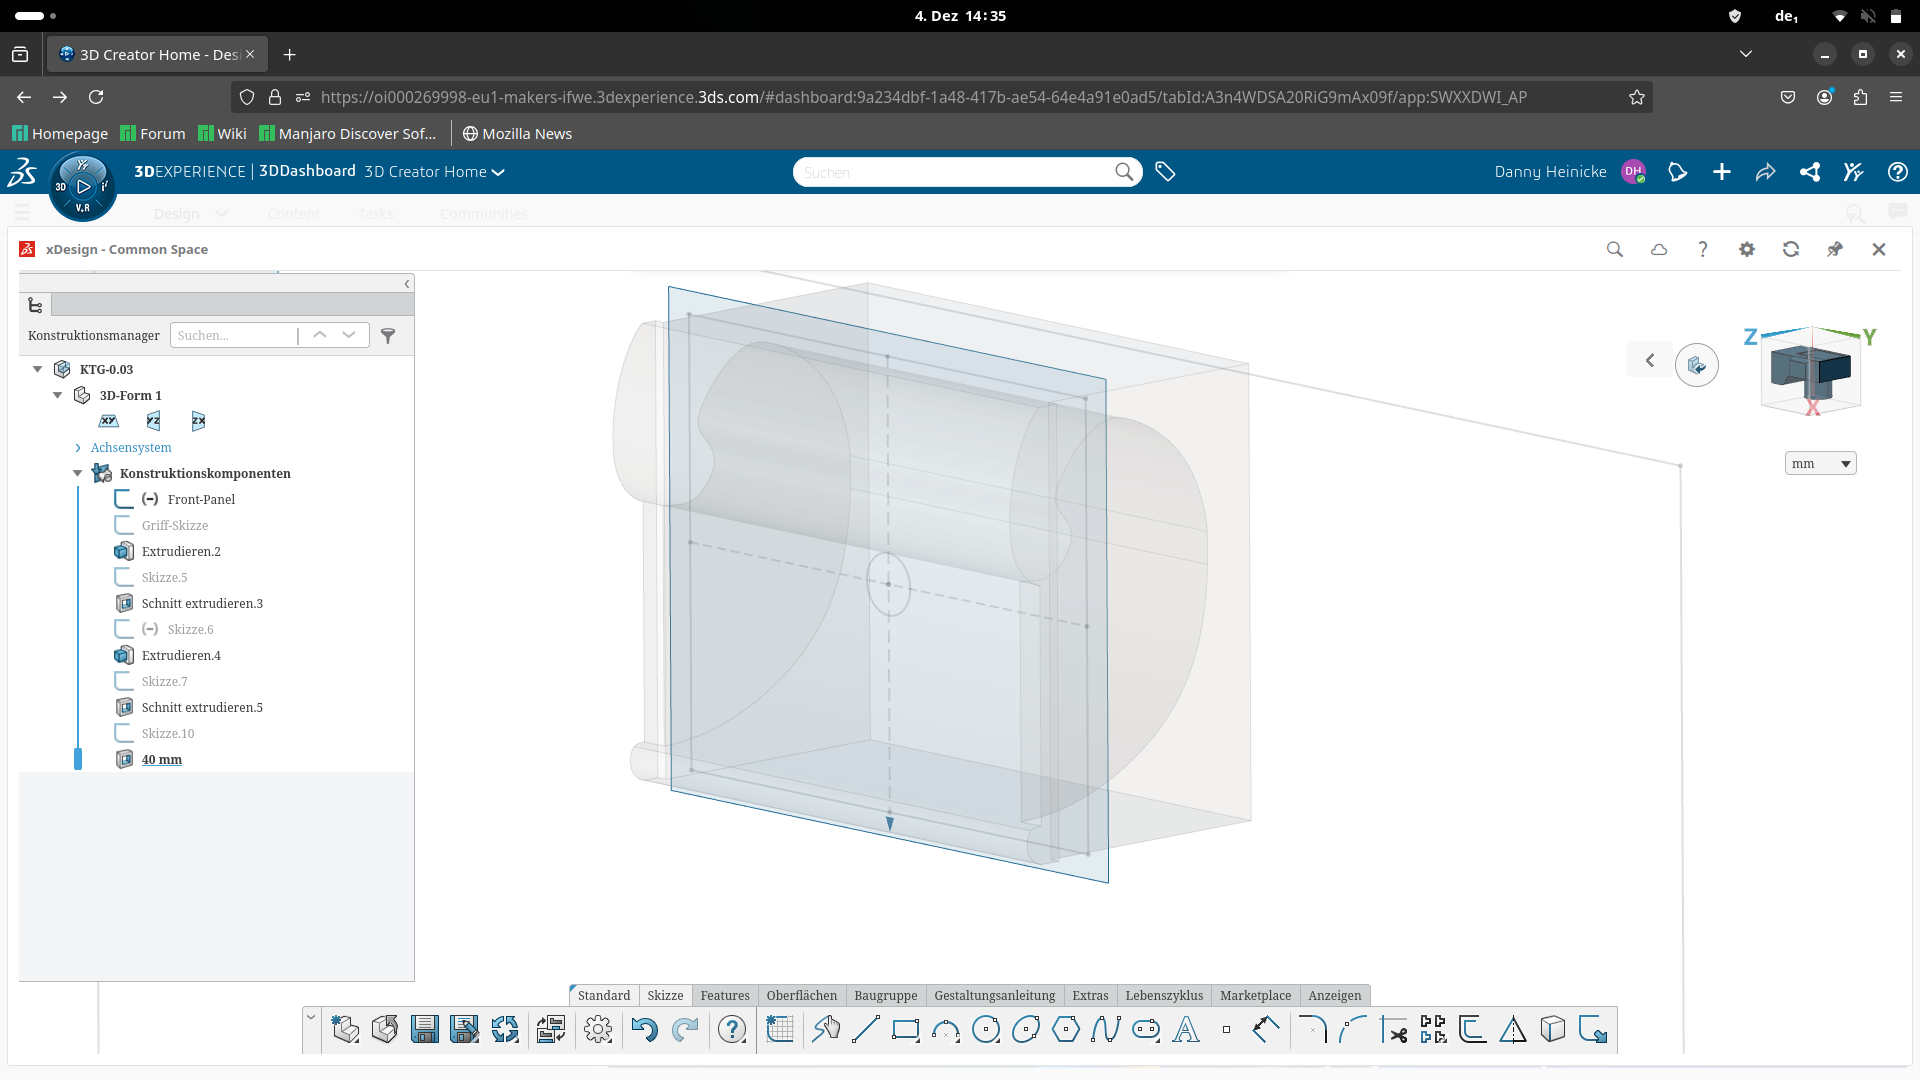 4. Dez 14:35
de₁
3D Creator Home - Desi
https://oi000269998-eu1-makers-ifwe.3dexperience.3ds.com/#dashboard:9a234dbf-1a48-417b-ae54-64e4a91e0ad5/tabId:A3n4WDSA20RiG9mAx09f/app:SWXXDWI_AP
Homepage Forum Wiki Manjaro Discover Sof... Mozilla News
3DEXPERIENCE | 3DDashboard 3D Creator Home
Suchen
Danny Heinicke
DH
3D
V.R
Design Content Tasks Communities
xDesign - Common Space
Konstruktionsmanager
Suchen...
KTG-0.03
3D-Form 1
XY YZ ZX
Achsensystem
Konstruktionskomponenten
(-) Front-Panel
Griff-Skizze
Extrudieren.2
Skizze.5
Schnitt extrudieren.3
(-) Skizze.6
Extrudieren.4
Skizze.7
Schnitt extrudieren.5
Skizze.10
40 mm
Z Y
X
mm
Standard Skizze Features Oberflächen Baugruppe Gestaltungsanleitung Extras Lebenszyklus Marketplace Anzeigen